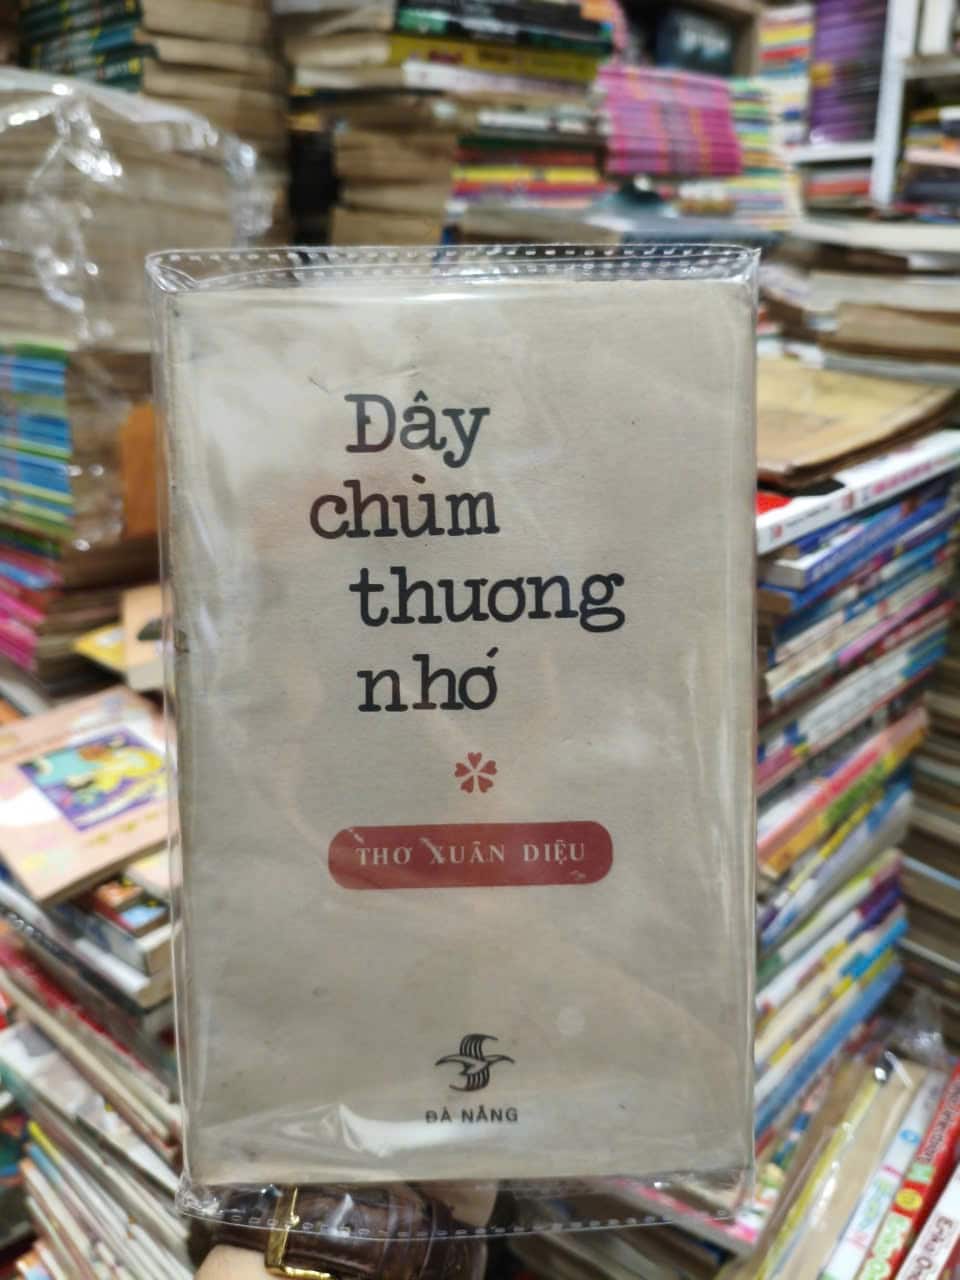 Đây
chùm
thương
nhớ
THƠ XUÂN DIỆU
ĐÀ NẴNG